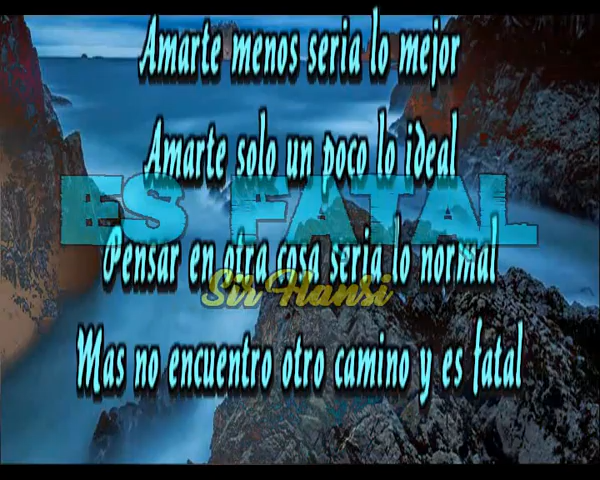 Amarte menos seria lo mejor
Amarte solo un poco lo ideal
ES FATAL
Pensar en otra cosa seria lo normal
Sir Hansi
Mas no encuentro otro camino y es fatal